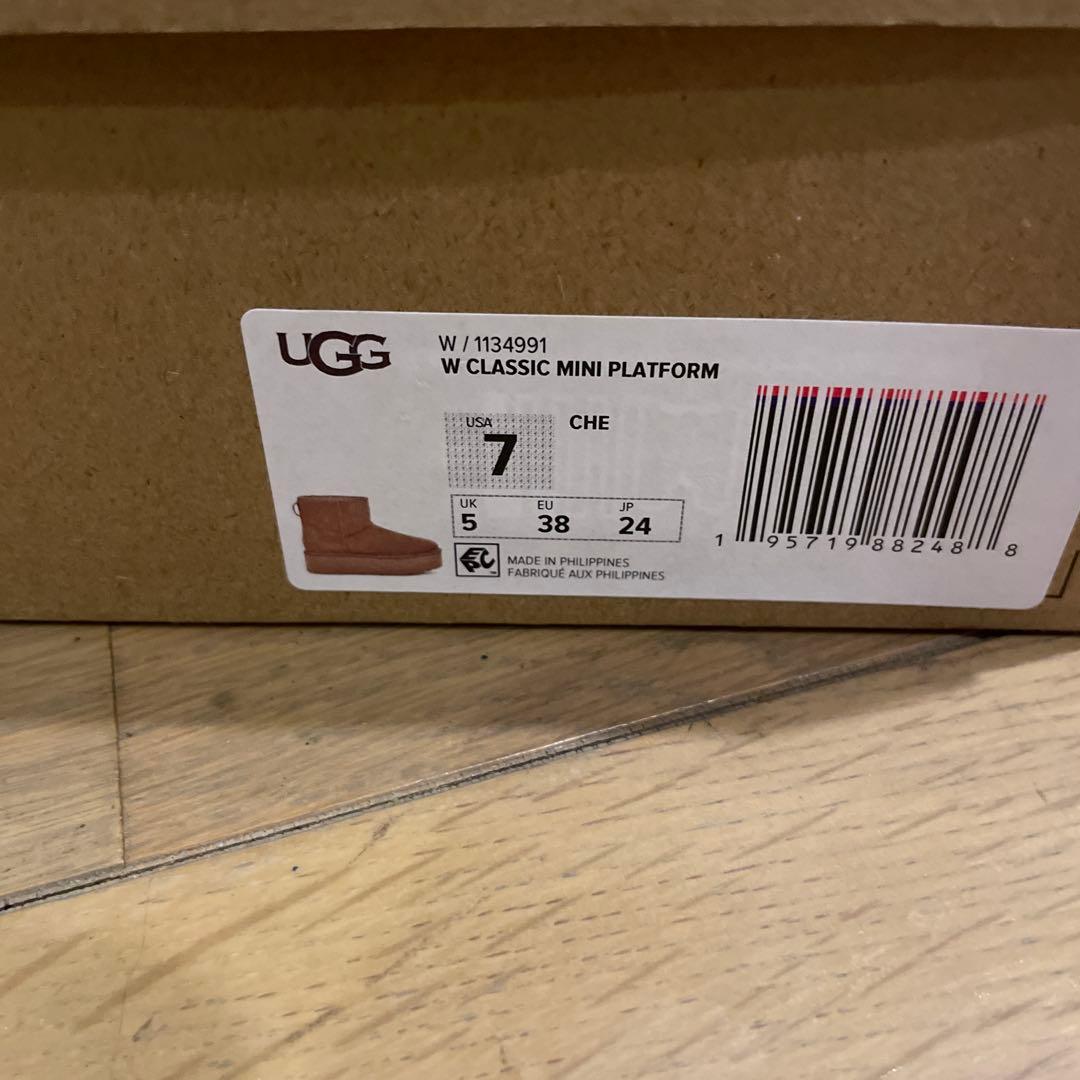 UGG
W / 1134991
W CLASSIC MINI PLATFORM
USA
7
CHE
UK EU JP
5 38 24
MADE IN PHILIPPINES
FABRIQUÉ AUX PHILIPPINES
1 95719 88248 8